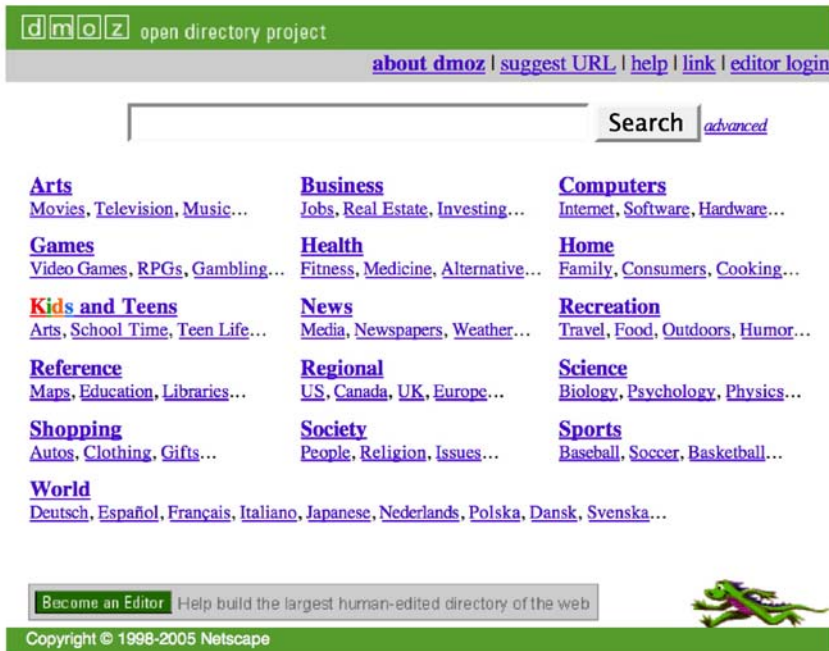 dmoz open directory project
about dmoz | suggest URL | help | link | editor login
Search advanced
Arts
Movies, Television, Music...
Business
Jobs, Real Estate, Investing...
Computers
Internet, Software, Hardware...
Games
Video Games, RPGs, Gambling...
Health
Fitness, Medicine, Alternative...
Home
Family, Consumers, Cooking...
Kids and Teens
Arts, School Time, Teen Life...
News
Media, Newspapers, Weather...
Recreation
Travel, Food, Outdoors, Humor...
Reference
Maps, Education, Libraries...
Regional
US, Canada, UK, Europe...
Science
Biology, Psychology, Physics...
Shopping
Autos, Clothing, Gifts...
Society
People, Religion, Issues...
Sports
Baseball, Soccer, Basketball...
World
Deutsch, Español, Français, Italiano, Japanese, Nederlands, Polska, Dansk, Svenska...
Become an Editor Help build the largest human-edited directory of the web
Copyright © 1998-2005 Netscape